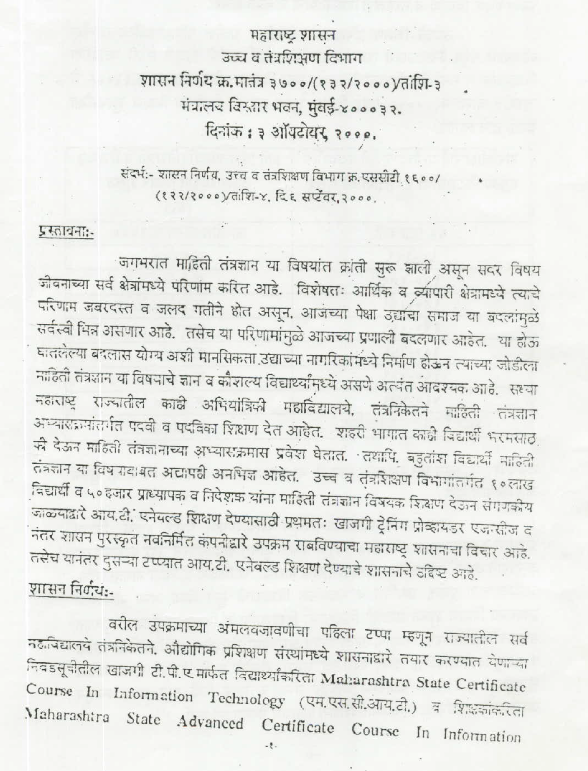 महाराष्ट्र शासन
उच्च व तंत्रशिक्षण विभाग
शासन निर्णय क्र.मातंत्र ३७००/(१३२/२०००)/तांशि-३
मंत्रालय विस्तार भवन, मुंबई-४०००३२.
दिनांक : ३ ऑक्टोबर, २०००.
संदर्भ:- शासन निर्णय, उच्च व तंत्रशिक्षण विभाग क्र.एससीटी १६००/
(१२२/२०००)/तांशि-४. दि.६ सप्टेंबर,२०००.
प्रस्तावना:-
जगभरात माहिती तंत्रज्ञान या विषयांत क्रांती सुरू झाली असून सदर विषय
जीवनाच्या सर्व क्षेत्रांमध्ये परिणाम करित आहे. विशेषतः आर्थिक व व्यापारी क्षेत्रामध्ये त्याचे
परिणाम जबरदस्त व जलद गतीने होत असून, आजच्या पेक्षा उद्याचा समाज या बदलांमुळे
सर्वस्वी भिन्न असणार आहे. तसेच या परिणामांमुळे आजच्या प्रणाली बदलणार आहेत. या होऊ
घातलेल्या बदलास योग्य अशी मानसिकता उद्याच्या नागरिकांमध्ये निर्माण होऊन त्याच्या जोडीला
माहिती तंत्रज्ञान या विषयाचे ज्ञान व कौशल्य विद्यार्थ्यांमध्ये असणे अत्यंत आवश्यक आहे. सध्या
महाराष्ट्र राज्यातील काही अभियांत्रिकी महाविद्यालये, तंत्रनिकेतने माहिती तंत्रज्ञान
अभ्यासक्रमांतर्गत पदवी व पदविका शिक्षण देत आहेत. शहरी भागात काही विद्यार्थी भरमसाठ
फी देऊन माहिती तंत्रज्ञानाच्या अभ्यासक्रमास प्रवेश घेतात. तथापि, बहुतांश विद्यार्थी माहिती
तंत्रज्ञान या विषयाबाबत अद्यापही अनभिज्ञ आहेत. उच्च व तंत्रशिक्षण विभागांतर्गत १०लाख
विद्यार्थी व ५०हजार प्राध्यापक व निदेशक यांना माहिती तंत्रज्ञान विषयक शिक्षण देऊन संगणकीय
जाळ्याद्वारे आय.टी. एनेबल्ड शिक्षण देण्यासाठी प्रथमतः खाजगी ट्रेनिंग प्रोव्हायडर एजन्सीज व
नंतर शासन पुरस्कृत नवनिर्मित कंपनीद्वारे उपक्रम राबविण्याचा महाराष्ट्र शासनाचा विचार आहे.
तसेच यानंतर दुसऱ्या टप्प्यात आय.टी. एनेबल्ड शिक्षण देण्याचे शासनाचे उद्दिष्ट आहे.
शासन निर्णय:-
वरील उपक्रमाच्या अंमलबजावणीचा पहिला टप्पा म्हणून राज्यातील सर्व
महाविद्यालये तंत्रनिकेतने, औद्योगिक प्रशिक्षण संस्थांमध्ये शासनाद्वारे तयार करण्यात येणाऱ्या
निवडसूचीतील खाजगी टी.पी.ए.मार्फत विद्यार्थ्यांकरिता Maharashtra State Certificate
Course In Information Technology (एम.एस.सी.आय.टी.) व शिक्षकांकरिता
Maharashtra State Advanced Certificate Course In Information
-१-